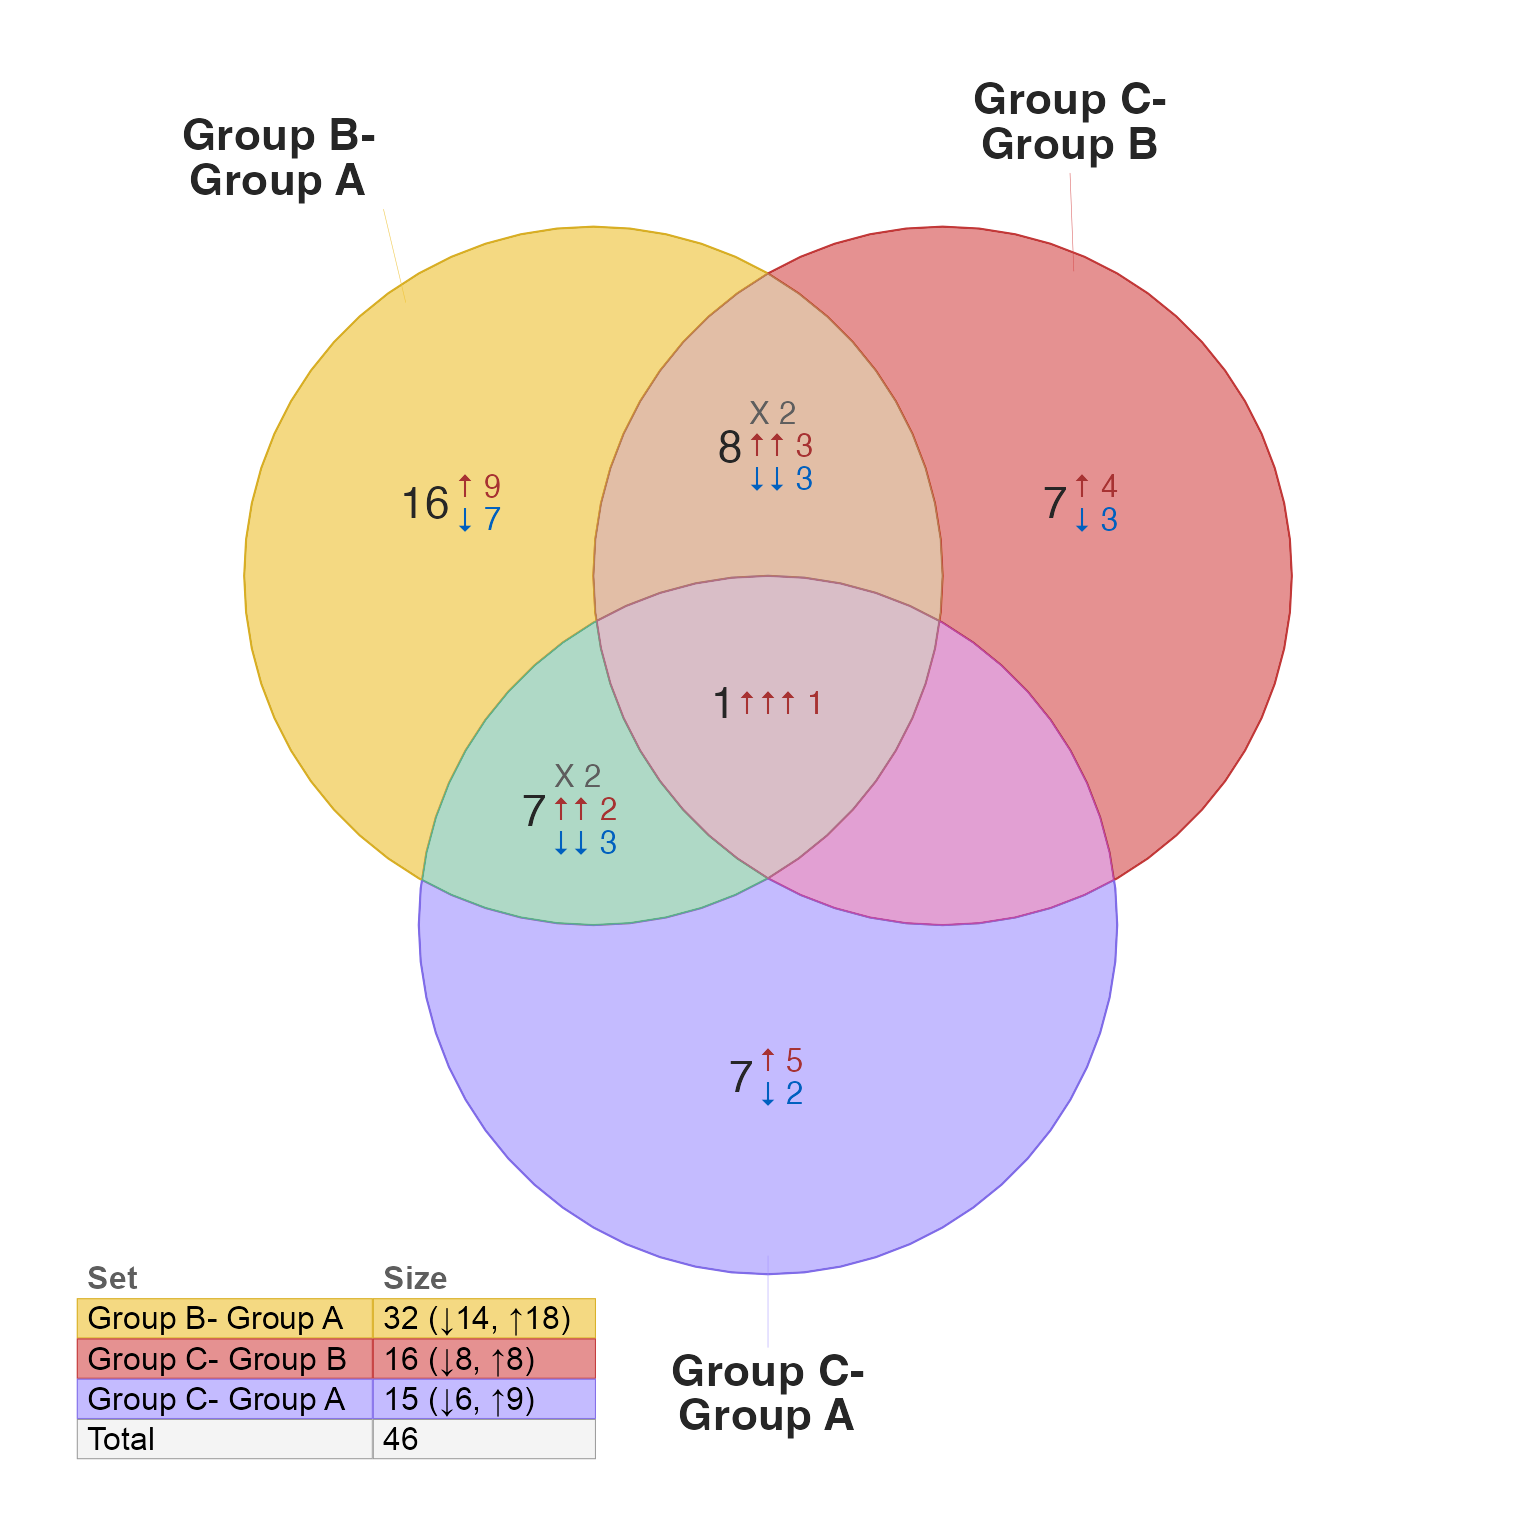 Group B-
Group A
Group C-
Group B
X 2
8 ↑↑ 3
↓↓ 3
16 ↑ 9
↓ 7
7 ↑ 4
↓ 3
1 ↑↑↑ 1
X 2
7 ↑↑ 2
↓↓ 3
7 ↑ 5
↓ 2
Set Size
Group B- Group A 32 (↓14, ↑18)
Group C- Group B 16 (↓8, ↑8)
Group C- Group A 15 (↓6, ↑9)
Total 46
Group C-
Group A